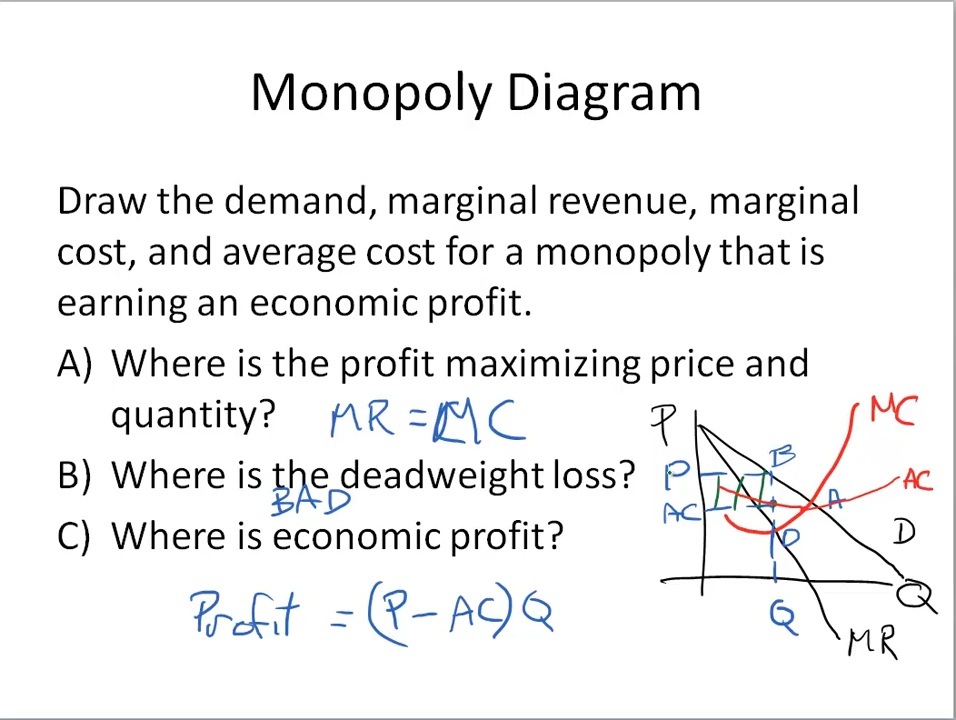 Monopoly Diagram
Draw the demand, marginal revenue, marginal
cost, and average cost for a monopoly that is
earning an economic profit.
A) Where is the profit maximizing price and
quantity? MR = MC
B) Where is the deadweight loss?
BAD
C) Where is economic profit?
Profit = (P - AC) Q
P
MC
B
P
AC
A
AC
D
D
Q
Q
MR